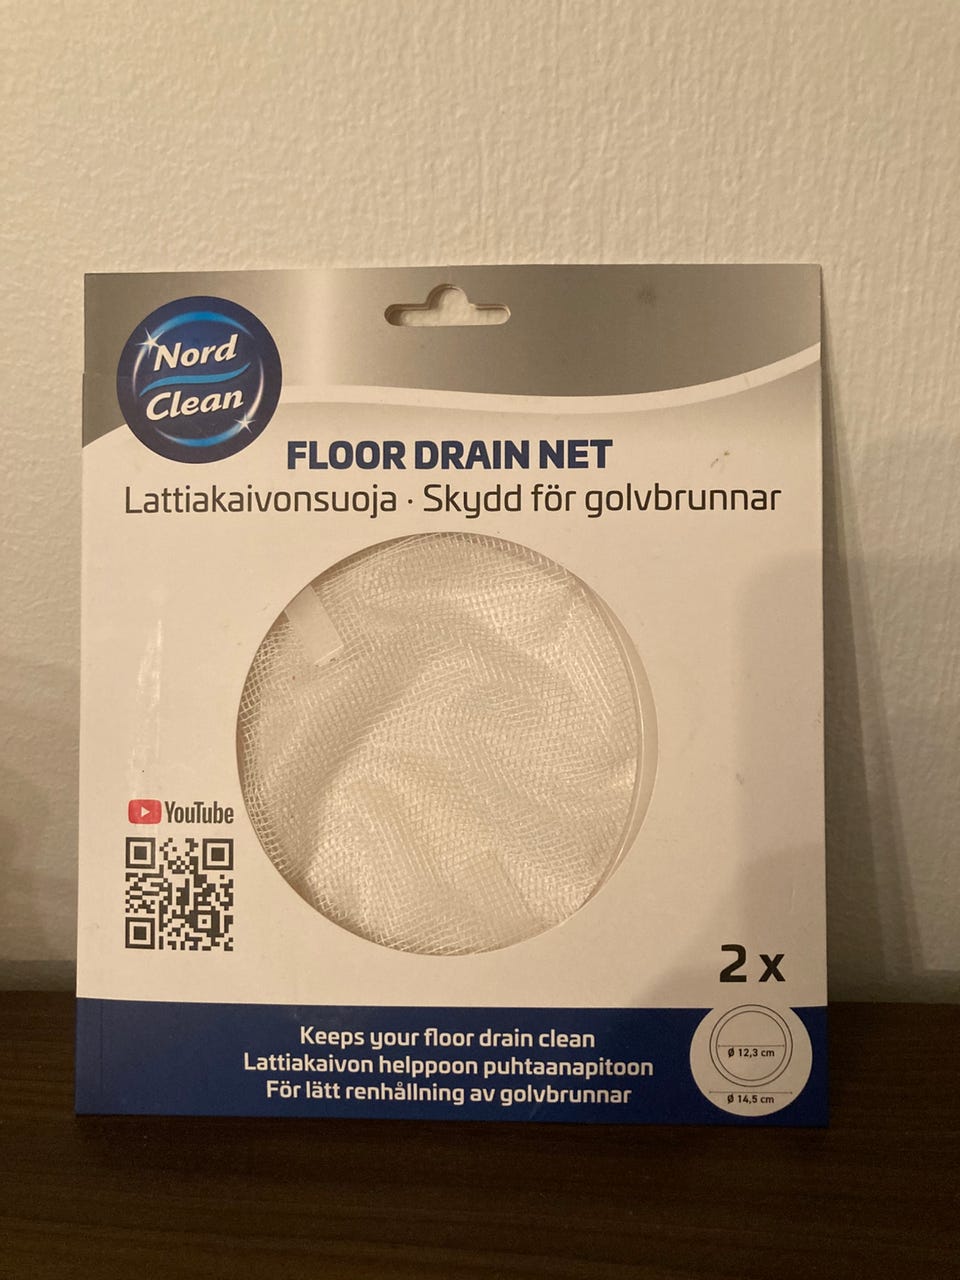 Nord
Clean
FLOOR DRAIN NET
Lattiakaivonsuoja · Skydd för golvbrunnar
YouTube
2 x
Keeps your floor drain clean
Lattiakaivon helppoon puhtaanapitoon
För lätt renhållning av golvbrunnar
Ø 12,3 cm
Ø 14,5 cm